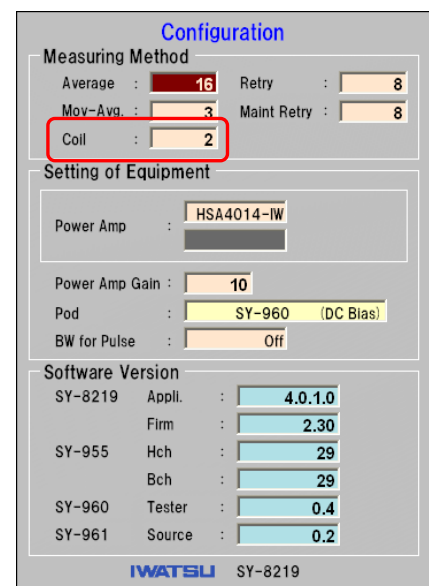 Configuration
Measuring Method
Average : 16 Retry : 8
Mov-Avg. : 3 Maint Retry : 8
Coil : 2
Setting of Equipment
Power Amp : HSA4014-IW
Power Amp Gain : 10
Pod : SY-960 (DC Bias)
BW for Pulse : Off
Software Version
SY-8219 Appli. : 4.0.1.0
Firm : 2.30
SY-955 Hch : 29
Bch : 29
SY-960 Tester : 0.4
SY-961 Source : 0.2
IWATSU SY-8219